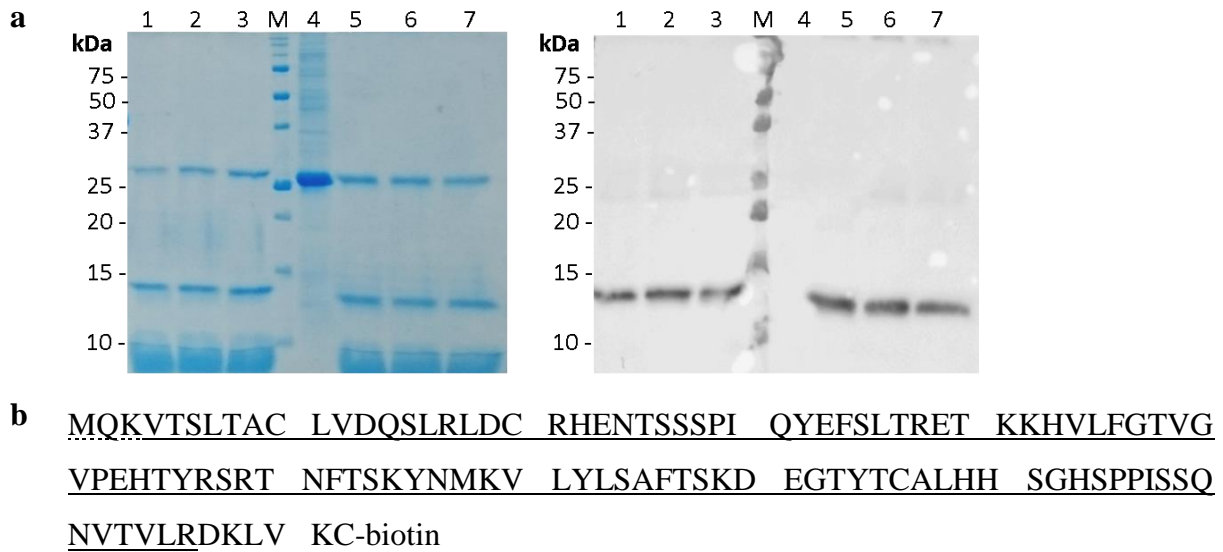 a
1 2 3 M 4 5 6 7
kDa
75 -
50 -
37 -
25 -
20 -
15 -
10 -
1 2 3 M 4 5 6 7
kDa
75 -
50 -
37 -
25 -
20 -
15 -
10 -
b
MQKVTSLTAC LVDQSLRLDC RHENTSSSPI QYEFSLTRET KKHVLFGTVG
VPEHTYRSRT NFTSKYNMKV LYLSAFTSKD EGTYTCALHH SGHSPPISSQ
NVTVLRDKLV KC-biotin